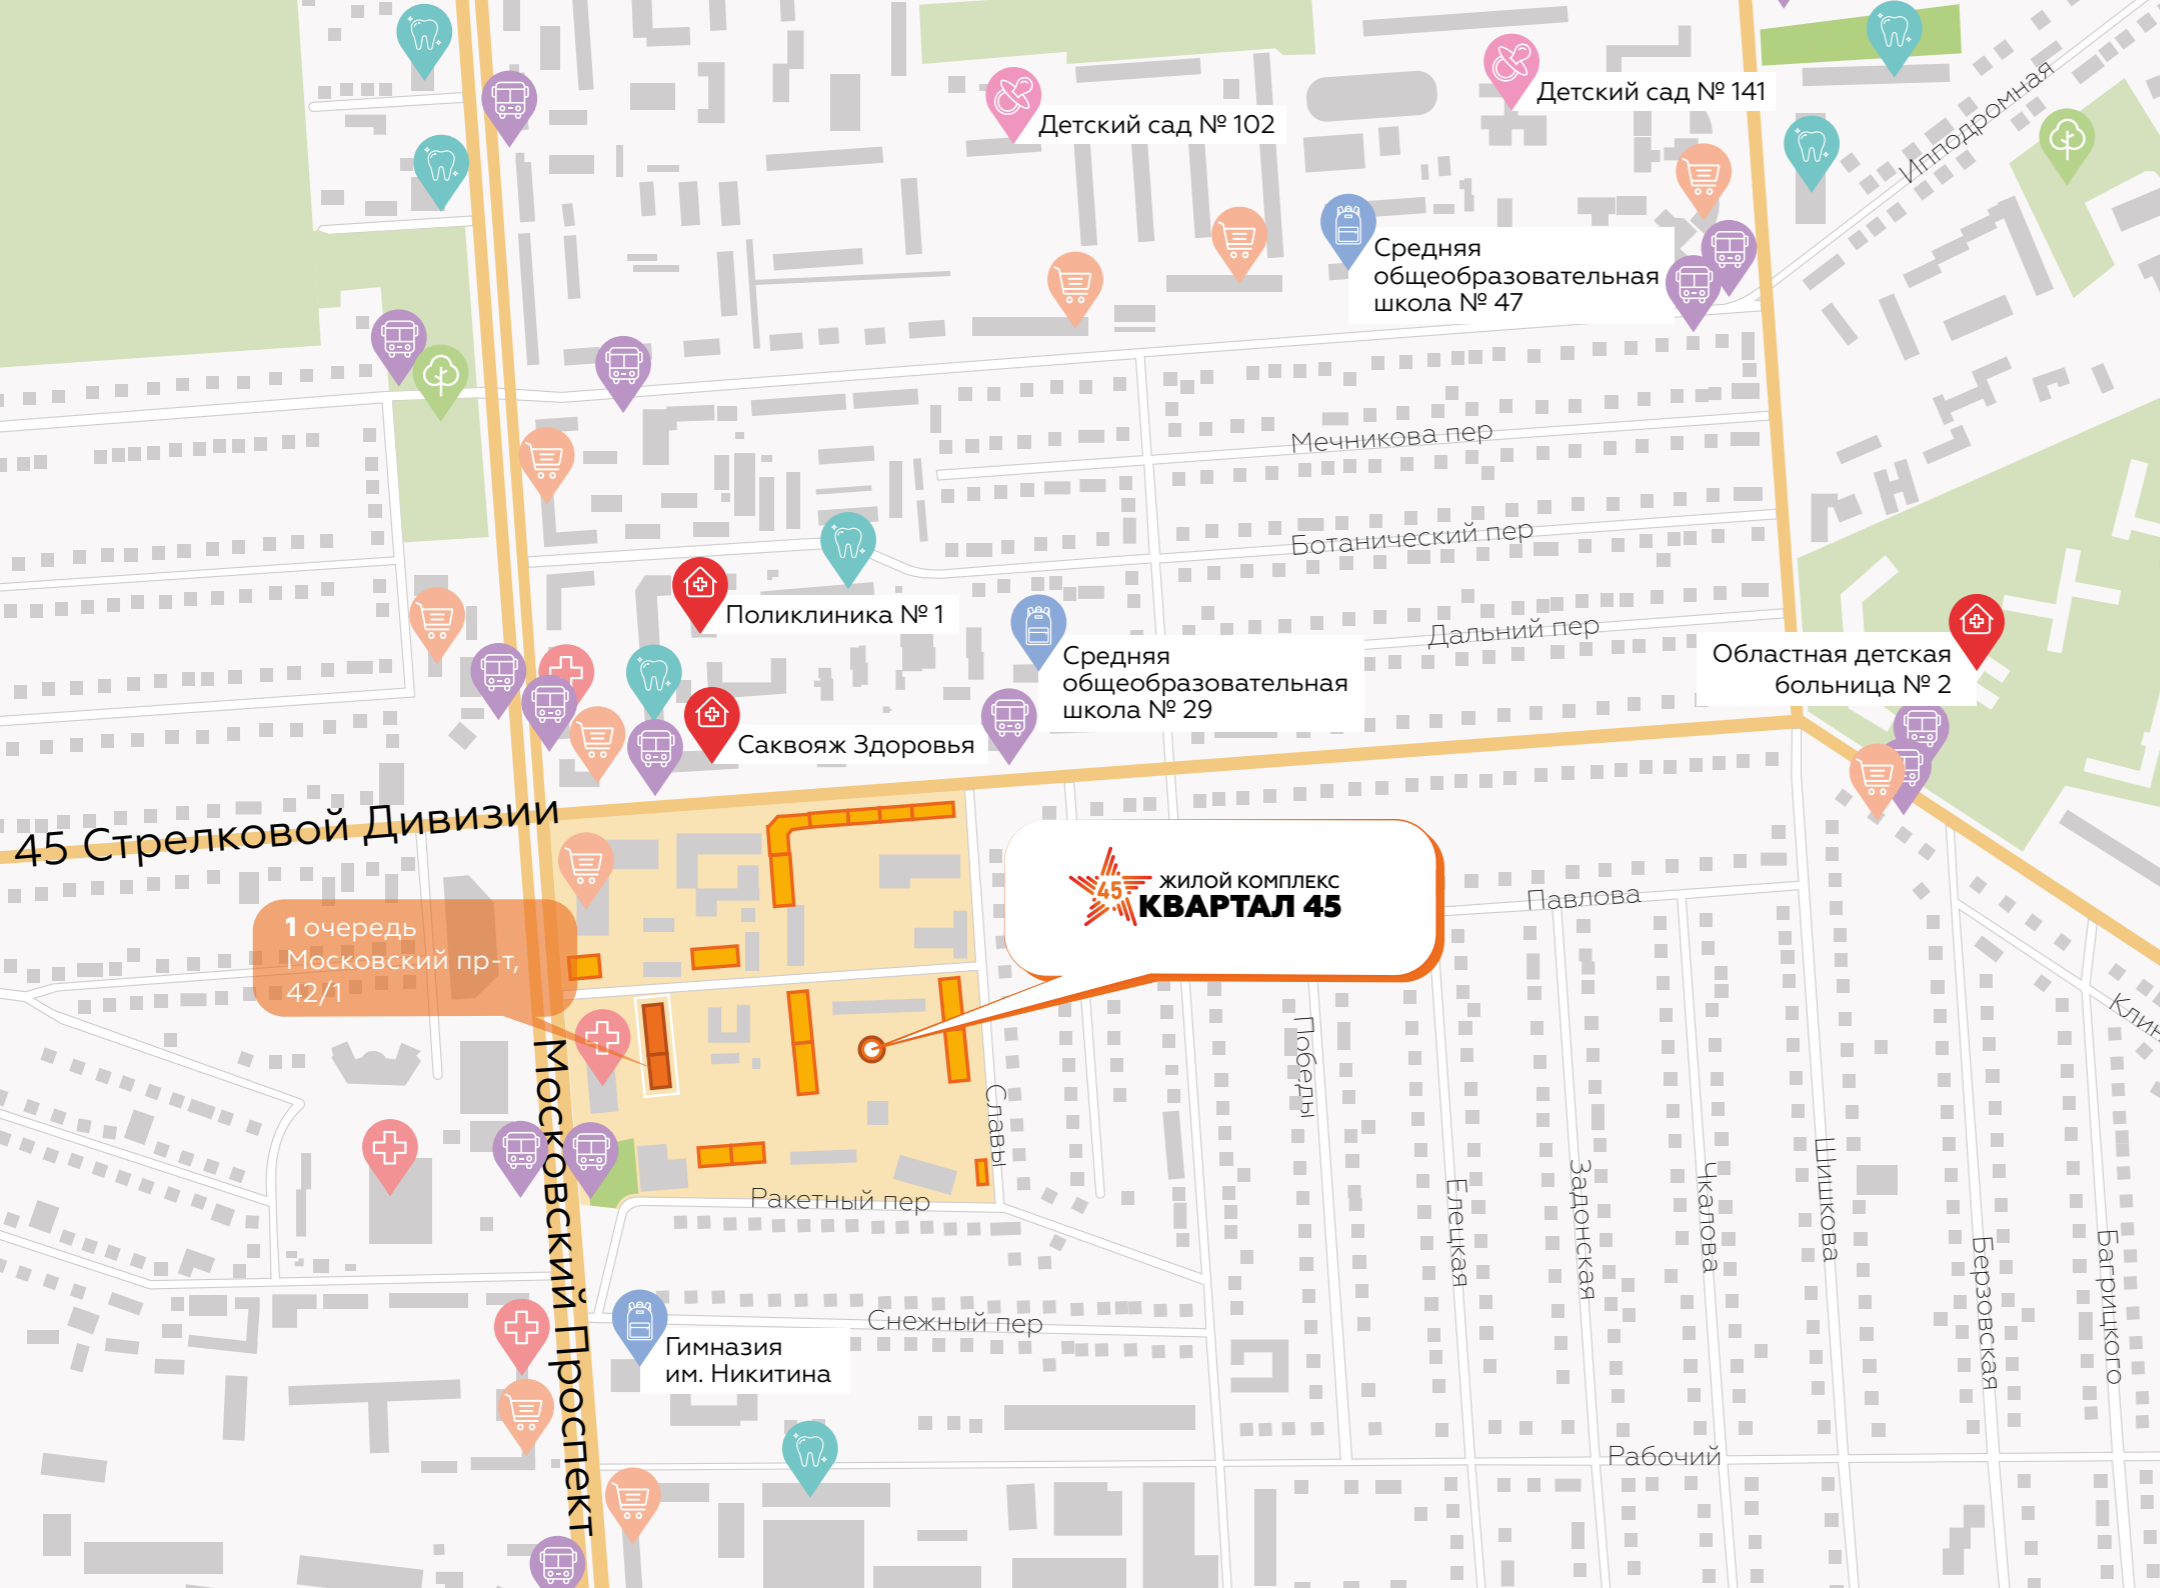 Детский сад № 141
Детский сад № 102
Ипподромная
Средняя
общеобразовательная
школа № 47
Мечникова пер
Ботанический пер
Поликлиника № 1
Дальний пер
Средняя
общеобразовательная
школа № 29
Областная детская
больница № 2
Саквояж Здоровья
45 Стрелковой Дивизии
45
ЖИЛОЙ КОМПЛЕКС
КВАРТАЛ 45
Павлова
1 очередь
Московский пр-т,
42/1
Московский Проспект
Победы
Славы
Ракетный пер
Елецкая
Задонская
Чкалова
Шишкова
Берзовская
Багрицкого
Снежный пер
Гимназия
им. Никитина
Рабочий